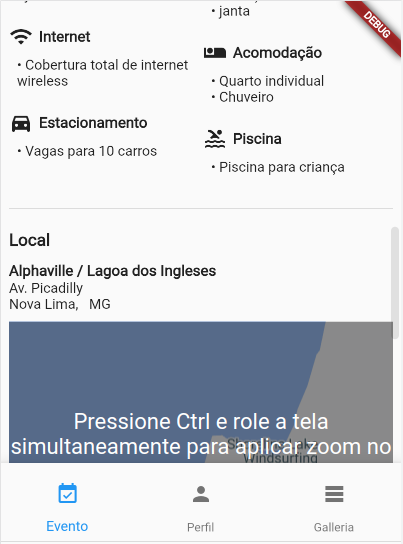 • janta
DEBUG
Internet
• Cobertura total de internet
wireless
Acomodação
• Quarto individual
• Chuveiro
Estacionamento
• Vagas para 10 carros
Piscina
• Piscina para criança
Local
Alphaville / Lagoa dos Ingleses
Av. Picadilly
Nova Lima, MG
Pressione Ctrl e role a tela
simultaneamente para aplicar zoom no
Windsurfing
Evento
Perfil
Galleria